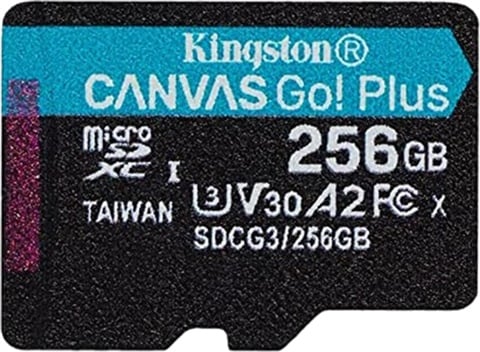 Kingston®
CANVAS Go! Plus
micro SD XC I
256GB
TAIWAN U3 V30 A2 FC X
SDCG3/256GB